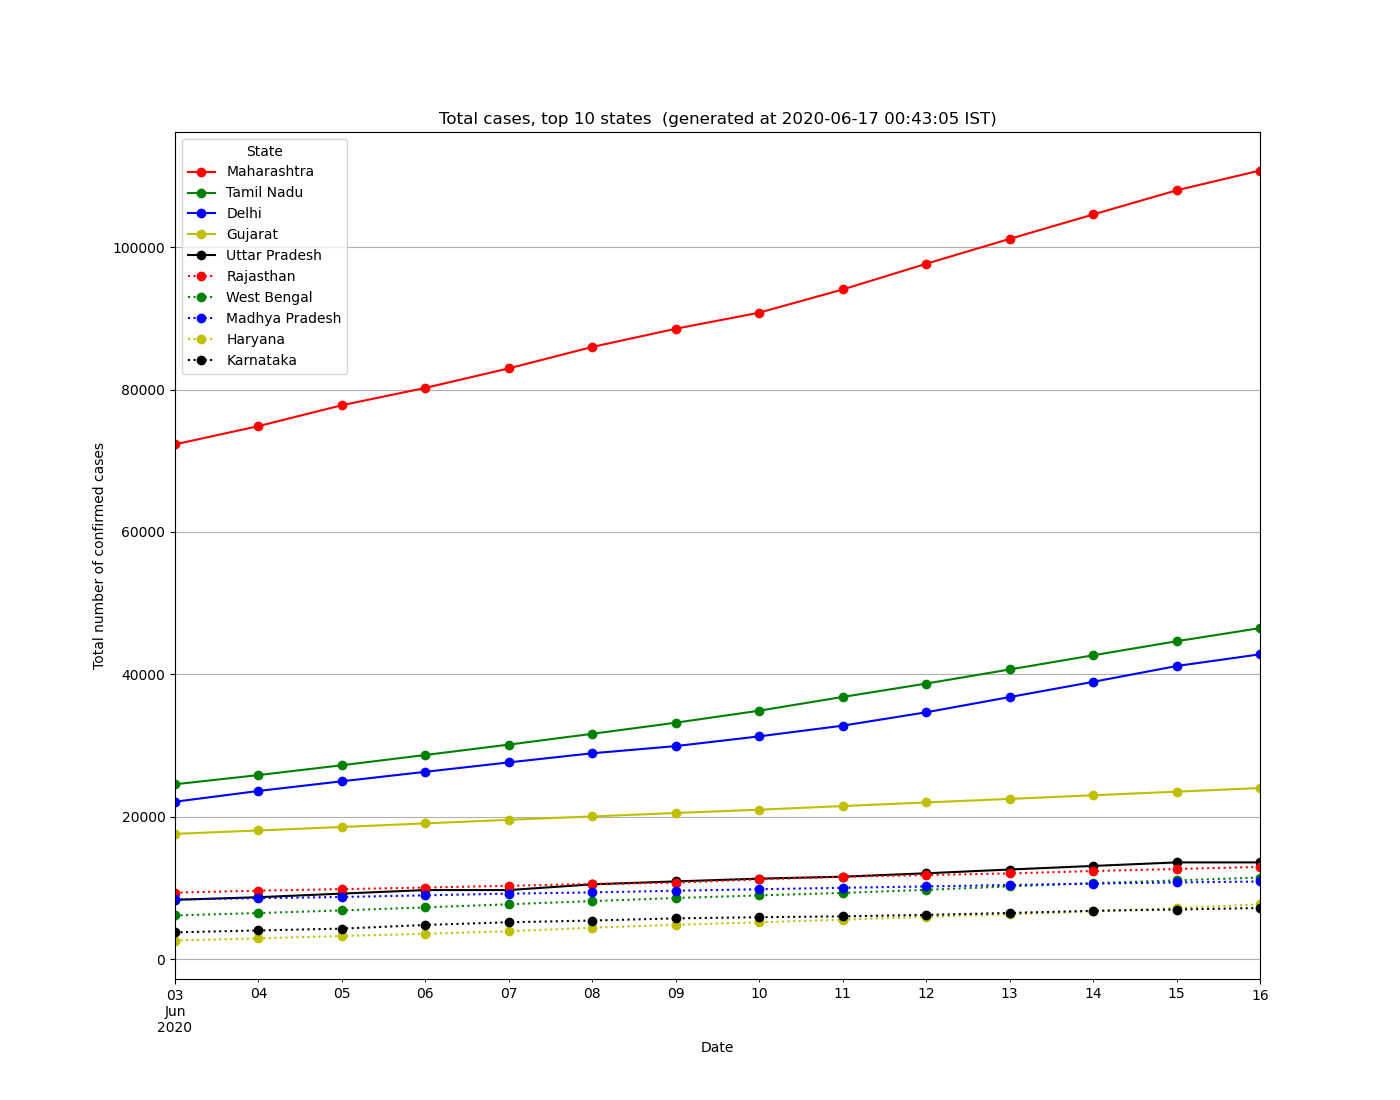 Total cases, top 10 states  (generated at 2020-06-17 00:43:05 IST)
State
Maharashtra
Tamil Nadu
Delhi
Gujarat
Uttar Pradesh
Rajasthan
West Bengal
Madhya Pradesh
Haryana
Karnataka
Total number of confirmed cases
100000
80000
60000
40000
20000
0
03 04 05 06 07 08 09 10 11 12 13 14 15 16
Jun
2020
Date